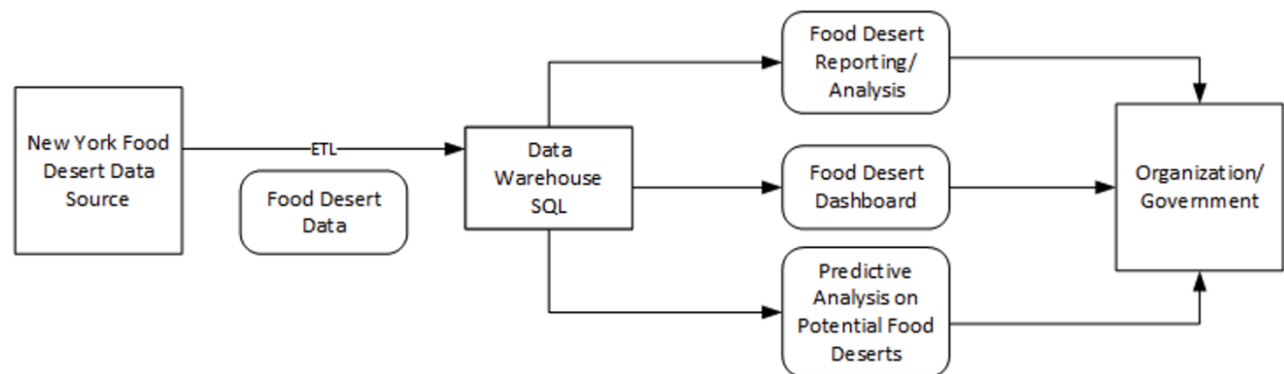 New York Food
Desert Data
Source
ETL
Food Desert
Data
Data
Warehouse
SQL
Food Desert
Reporting/
Analysis
Food Desert
Dashboard
Predictive
Analysis on
Potential Food
Deserts
Organization/
Government